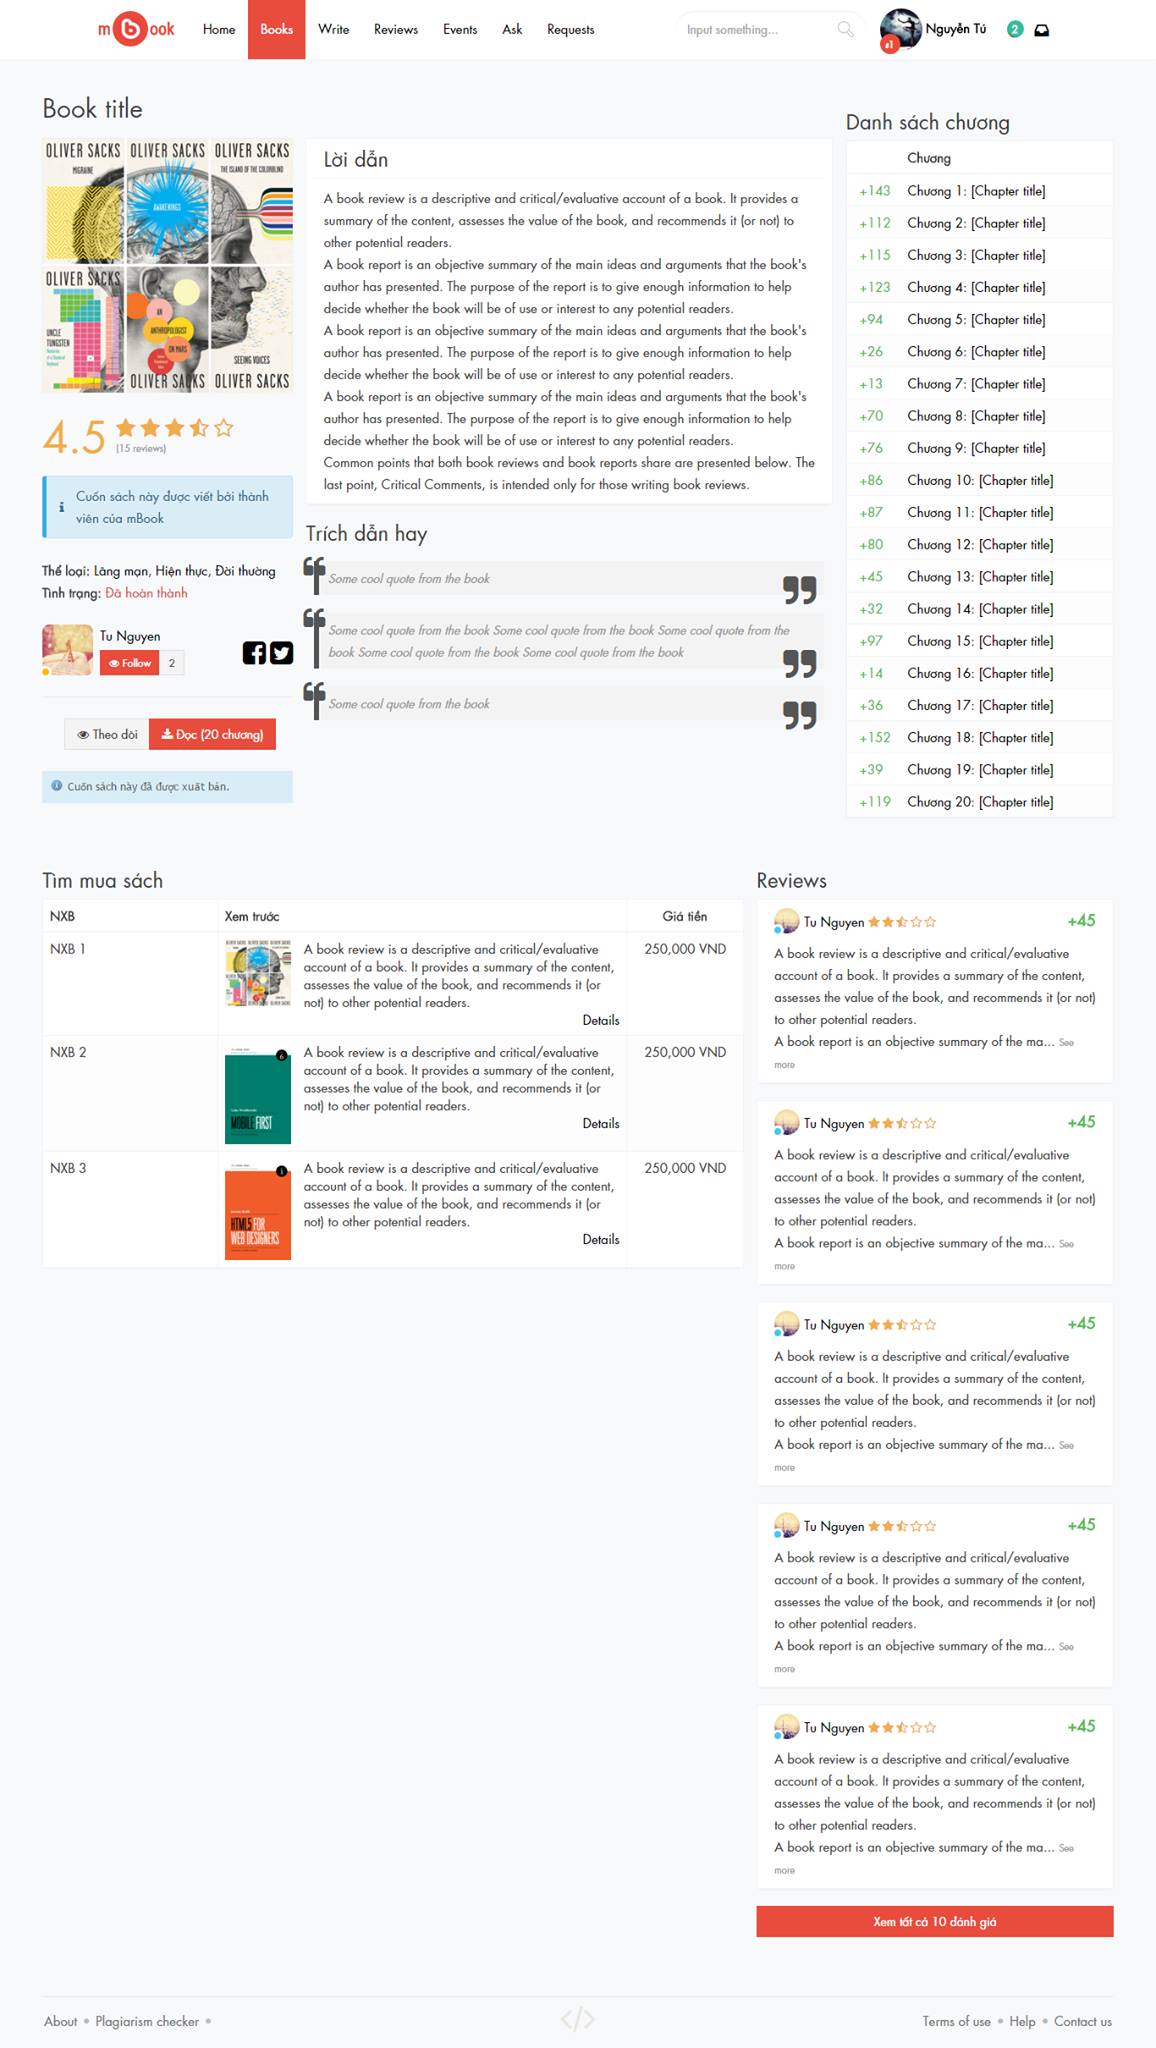 mbook
Home
Books
Write
Reviews
Events
Ask
Requests
Input something...
#1
Nguyễn Tú
2
Book title
OLIVER SACKS
MIGRAINE
OLIVER SACKS
AWAKENINGS
OLIVER SACKS
THE ISLAND OF THE COLORBLIND
OLIVER SACKS
UNCLE
TUNGSTEN
AN
ANTHROPOLOGIST
ON MARS
OLIVER SACKS
SEEING VOICES
OLIVER SACKS
4.5
(15 reviews)
Cuốn sách này được viết bởi thành
viên của mBook
Thể loại: Lãng mạn, Hiện thực, Đời thường
Tình trạng: Đã hoàn thành
Tu Nguyen
Follow
2
Theo dõi
Đọc (20 chương)
Cuốn sách này đã được xuất bản.
Lời dẫn
A book review is a descriptive and critical/evaluative account of a book. It provides a
summary of the content, assesses the value of the book, and recommends it (or not) to
other potential readers.
A book report is an objective summary of the main ideas and arguments that the book's
author has presented. The purpose of the report is to give enough information to help
decide whether the book will be of use or interest to any potential readers.
A book report is an objective summary of the main ideas and arguments that the book's
author has presented. The purpose of the report is to give enough information to help
decide whether the book will be of use or interest to any potential readers.
A book report is an objective summary of the main ideas and arguments that the book's
author has presented. The purpose of the report is to give enough information to help
decide whether the book will be of use or interest to any potential readers.
Common points that both book reviews and book reports share are presented below. The
last point, Critical Comments, is intended only for those writing book reviews.
Trích dẫn hay
Some cool quote from the book
Some cool quote from the book Some cool quote from the book Some cool quote from the
book Some cool quote from the book Some cool quote from the book
Some cool quote from the book
Danh sách chương
Chương
+143 Chương 1: [Chapter title]
+112 Chương 2: [Chapter title]
+115 Chương 3: [Chapter title]
+123 Chương 4: [Chapter title]
+94 Chương 5: [Chapter title]
+26 Chương 6: [Chapter title]
+13 Chương 7: [Chapter title]
+70 Chương 8: [Chapter title]
+76 Chương 9: [Chapter title]
+86 Chương 10: [Chapter title]
+87 Chương 11: [Chapter title]
+80 Chương 12: [Chapter title]
+45 Chương 13: [Chapter title]
+32 Chương 14: [Chapter title]
+97 Chương 15: [Chapter title]
+14 Chương 16: [Chapter title]
+36 Chương 17: [Chapter title]
+152 Chương 18: [Chapter title]
+39 Chương 19: [Chapter title]
+119 Chương 20: [Chapter title]
Tìm mua sách
NXB
Xem trước
Giá tiền
NXB 1
A book review is a descriptive and critical/evaluative
account of a book. It provides a summary of the content,
assesses the value of the book, and recommends it (or
not) to other potential readers.
Details
250,000 VND
NXB 2
MOBILE FIRST
A book review is a descriptive and critical/evaluative
account of a book. It provides a summary of the content,
assesses the value of the book, and recommends it (or
not) to other potential readers.
Details
250,000 VND
NXB 3
HTML5 FOR
WEB DESIGNERS
A book review is a descriptive and critical/evaluative
account of a book. It provides a summary of the content,
assesses the value of the book, and recommends it (or
not) to other potential readers.
Details
250,000 VND
Reviews
Tu Nguyen
+45
A book review is a descriptive and critical/evaluative
account of a book. It provides a summary of the content,
assesses the value of the book, and recommends it (or not)
to other potential readers.
A book report is an objective summary of the ma... See
more
Tu Nguyen
+45
A book review is a descriptive and critical/evaluative
account of a book. It provides a summary of the content,
assesses the value of the book, and recommends it (or not)
to other potential readers.
A book report is an objective summary of the ma... See
more
Tu Nguyen
+45
A book review is a descriptive and critical/evaluative
account of a book. It provides a summary of the content,
assesses the value of the book, and recommends it (or not)
to other potential readers.
A book report is an objective summary of the ma... See
more
Tu Nguyen
+45
A book review is a descriptive and critical/evaluative
account of a book. It provides a summary of the content,
assesses the value of the book, and recommends it (or not)
to other potential readers.
A book report is an objective summary of the ma... See
more
Tu Nguyen
+45
A book review is a descriptive and critical/evaluative
account of a book. It provides a summary of the content,
assesses the value of the book, and recommends it (or not)
to other potential readers.
A book report is an objective summary of the ma... See
more
Xem tất cả 10 đánh giá
About • Plagiarism checker •
</>
Terms of use • Help • Contact us